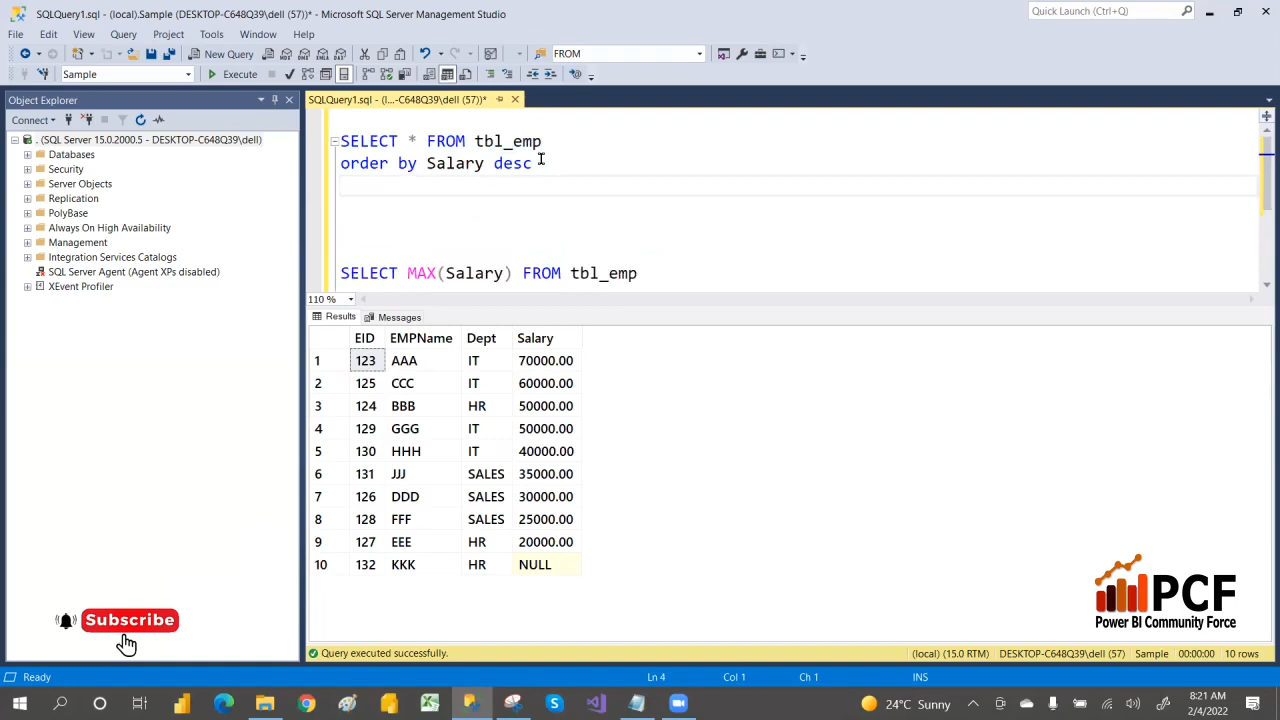 SQLQuery1.sql - (local).Sample (DESKTOP-C648Q39\dell (57))* - Microsoft SQL Server Management Studio
Quick Launch (Ctrl+Q)
File Edit View Query Project Tools Window Help
New Query MDX DMX XMLA DAX FROM
Sample Execute
Object Explorer
Connect
. (SQL Server 15.0.2000.5 - DESKTOP-C648Q39\dell)
Databases
Security
Server Objects
Replication
PolyBase
Always On High Availability
Management
Integration Services Catalogs
SQL Server Agent (Agent XPs disabled)
XEvent Profiler
SQLQuery1.sql - (l...-C648Q39\dell (57))*
SELECT * FROM tbl_emp
order by Salary desc
SELECT MAX(Salary) FROM tbl_emp
110 %
Results Messages
EID EMPName Dept Salary
1 123 AAA IT 70000.00
2 125 CCC IT 60000.00
3 124 BBB HR 50000.00
4 129 GGG IT 50000.00
5 130 HHH IT 40000.00
6 131 JJJ SALES 35000.00
7 126 DDD SALES 30000.00
8 128 FFF SALES 25000.00
9 127 EEE HR 20000.00
10 132 KKK HR NULL
Subscribe
PCF
Power BI Community Force
Query executed successfully. (local) (15.0 RTM) DESKTOP-C648Q39\dell (57) Sample 00:00:00 10 rows
Ready Ln 4 Col 1 Ch 1 INS
24°C Sunny
8:21 AM
2/4/2022